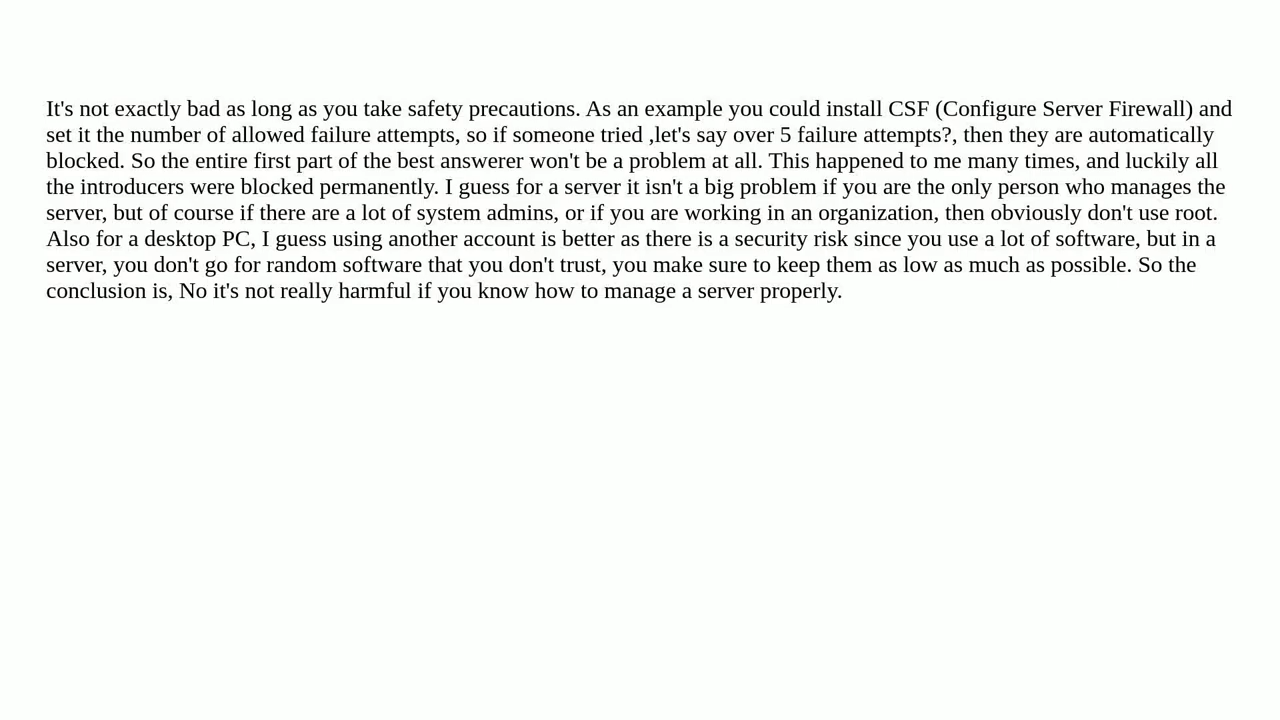 It's not exactly bad as long as you take safety precautions. As an example you could install CSF (Configure Server Firewall) and
set it the number of allowed failure attempts, so if someone tried ,let's say over 5 failure attempts?, then they are automatically
blocked. So the entire first part of the best answerer won't be a problem at all. This happened to me many times, and luckily all
the introducers were blocked permanently. I guess for a server it isn't a big problem if you are the only person who manages the
server, but of course if there are a lot of system admins, or if you are working in an organization, then obviously don't use root.
Also for a desktop PC, I guess using another account is better as there is a security risk since you use a lot of software, but in a
server, you don't go for random software that you don't trust, you make sure to keep them as low as much as possible. So the
conclusion is, No it's not really harmful if you know how to manage a server properly.